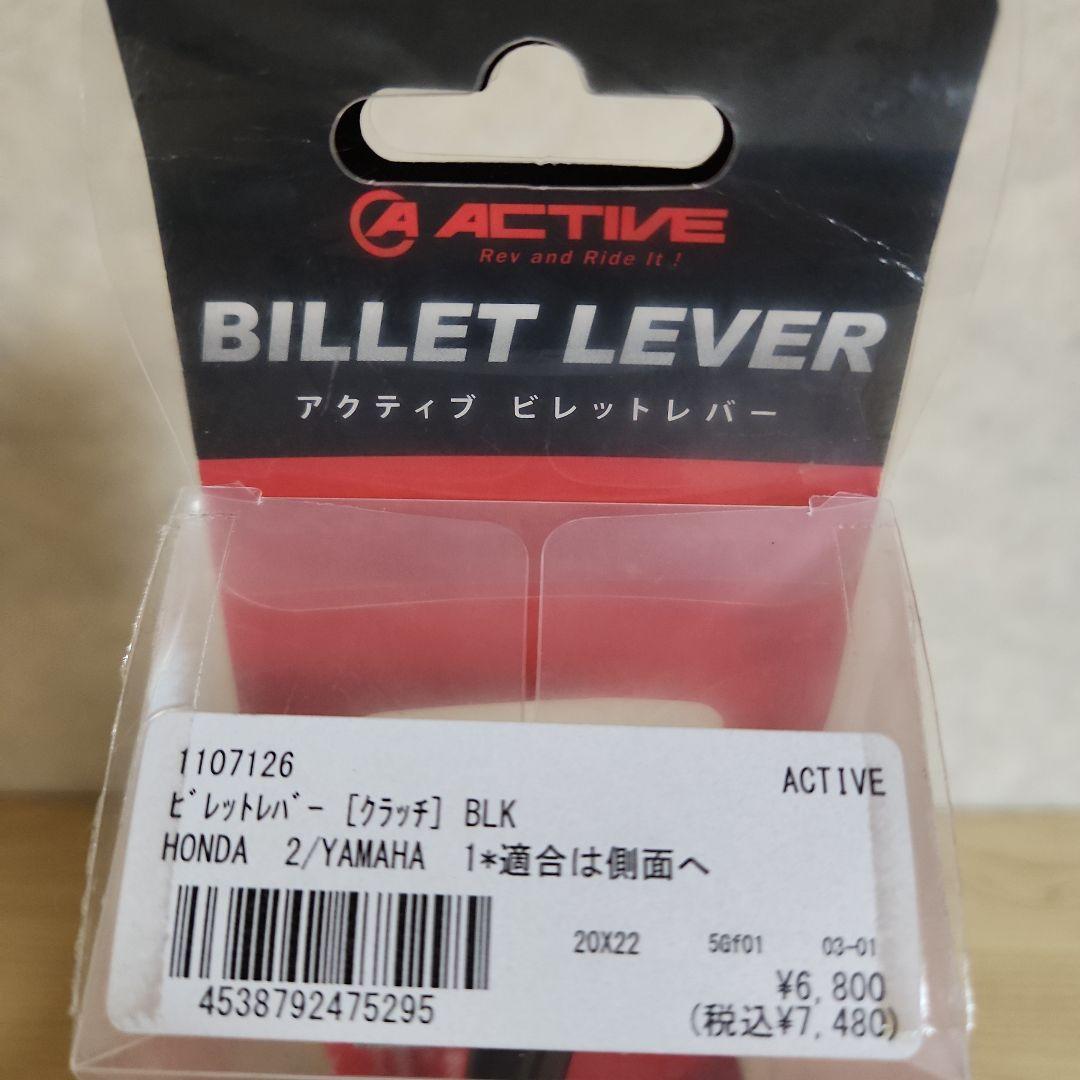 ACTIVE
Rev and Ride It !
BILLET LEVER
アクティブ ビレットレバー
1107126
ACTIVE
ﾋﾞﾚｯﾄﾚﾊﾞｰ [ｸﾗｯﾁ] BLK
HONDA 2/YAMAHA 1*適合は側面へ
20X22 5Gf01 03-01
¥6,800
4538792475295
(税込¥7,480)